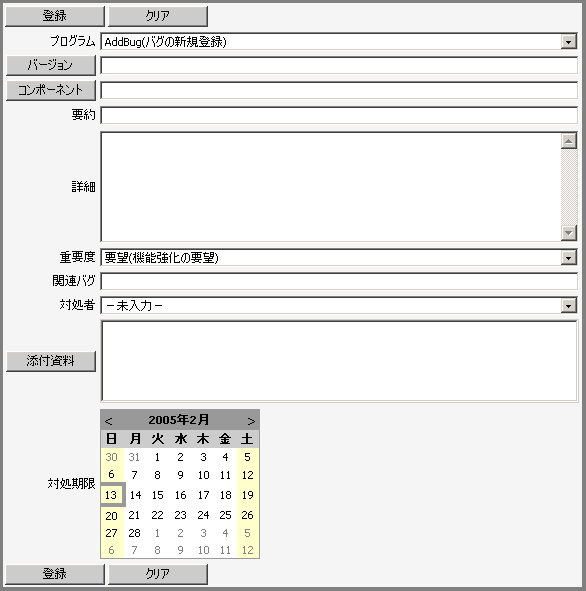 登録 クリア
プログラム AddBug(バグの新規登録)
バージョン
コンポーネント
要約
詳細
重要度 要望(機能強化の要望)
関連バグ
対処者 －未入力－
添付資料
対処期限
< 2005年2月 >
日 月 火 水 木 金 土
30 31 1 2 3 4 5
6 7 8 9 10 11 12
13 14 15 16 17 18 19
20 21 22 23 24 25 26
27 28 1 2 3 4 5
6 7 8 9 10 11 12
登録 クリア